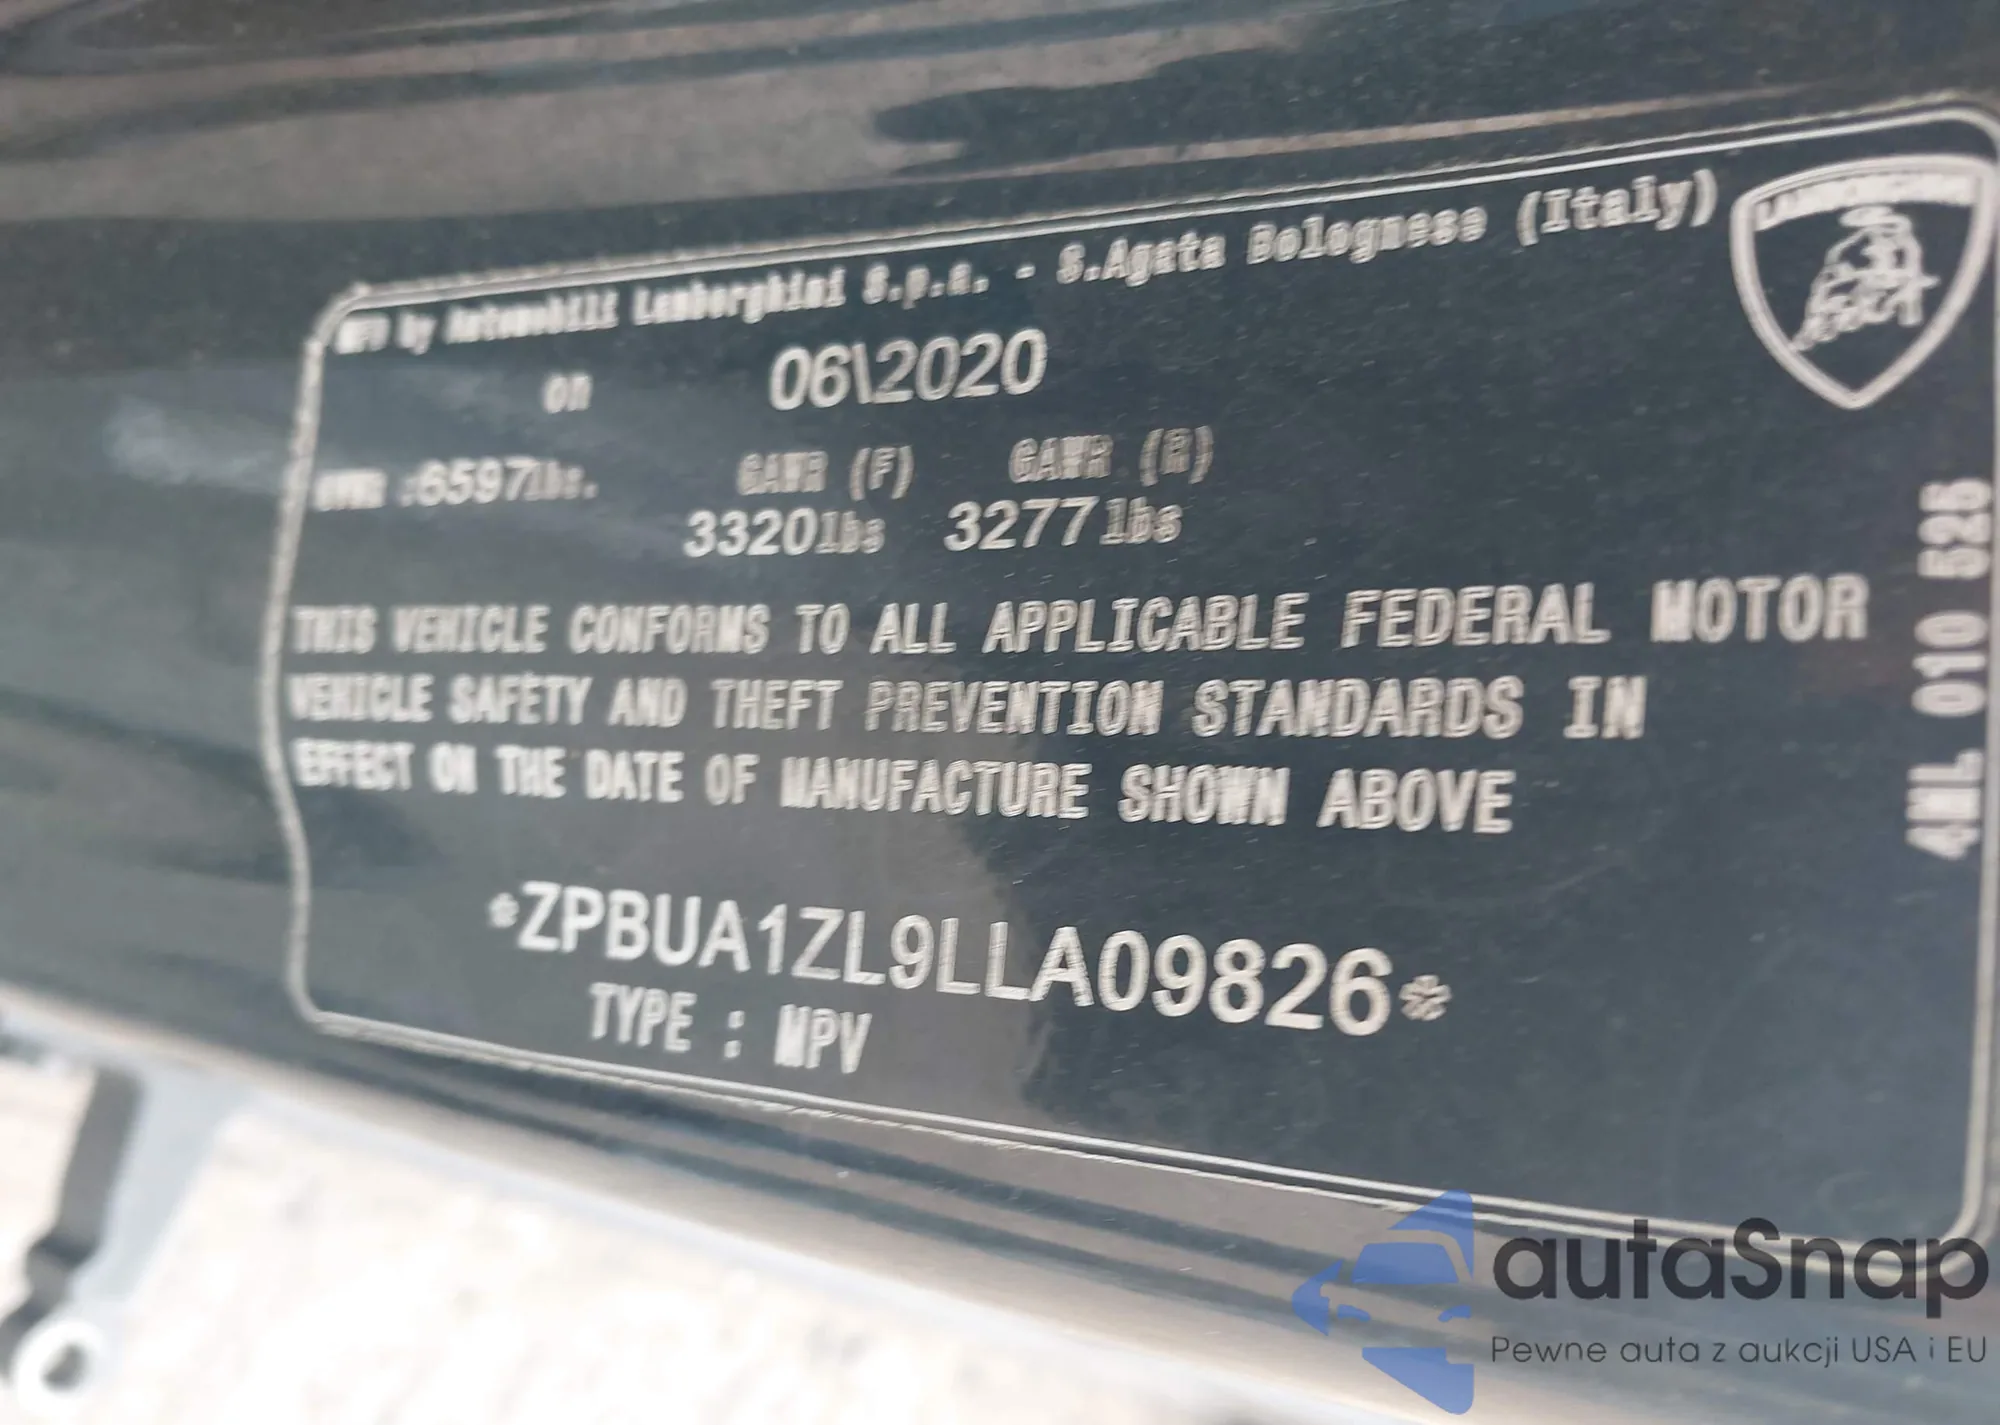 MFD by Automobili Lamborghini S.p.A. - S.Agata Bolognese (Italy)
LAMBORGHINI
on 06\2020
GVWR :6597lbs. GAWR (F) GAWR (R)
3320lbs 3277lbs
THIS VEHICLE CONFORMS TO ALL APPLICABLE FEDERAL MOTOR
VEHICLE SAFETY AND THEFT PREVENTION STANDARDS IN
EFFECT ON THE DATE OF MANUFACTURE SHOWN ABOVE
*ZPBUA1ZL9LLA09826*
TYPE : MPV
4ML 010 525
autaSnap
Pewne auta z aukcji USA i EU